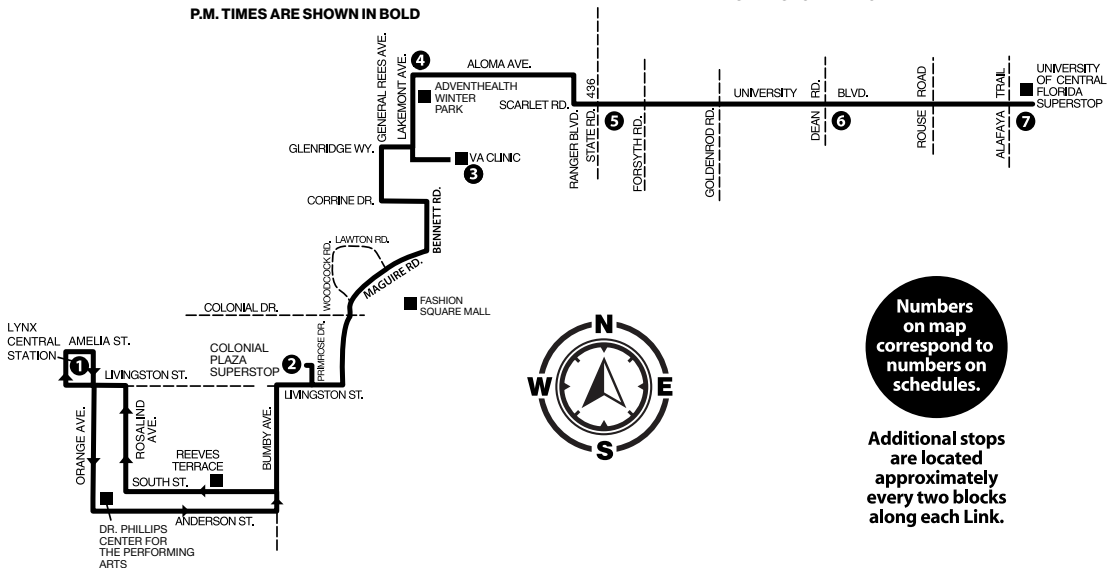 P.M. TIMES ARE SHOWN IN BOLD
GENERAL REES AVE.
LAKEMONT AVE.
4
ALOMA AVE.
ADVENTHEALTH
WINTER
PARK
SCARLET RD.
RANGER BLVD.
STATE RD. 436
5
FORSYTH RD.
GOLDENROD RD.
UNIVERSITY BLVD.
DEAN RD.
6
ROUSE ROAD
ALAFAYA TRAIL
7
UNIVERSITY
OF CENTRAL
FLORIDA
SUPERSTOP
GLENRIDGE WY.
VA CLINIC
3
CORRINE DR.
BENNETT RD.
LAWTON RD.
WOODCOCK RD.
MAGUIRE RD.
FASHION
SQUARE MALL
COLONIAL DR.
LYNX
CENTRAL
STATION
AMELIA ST.
1
COLONIAL
PLAZA
SUPERSTOP
2
PRIMROSE DR.
LIVINGSTON ST.
LIVINGSTON ST.
ORANGE AVE.
ROSALIND
AVE.
BUMBY AVE.
REEVES
TERRACE
SOUTH ST.
ANDERSON ST.
DR. PHILLIPS
CENTER FOR
THE PERFORMING
ARTS
N
W
E
S
Numbers
on map
correspond to
numbers on
schedules.
Additional stops
are located
approximately
every two blocks
along each Link.